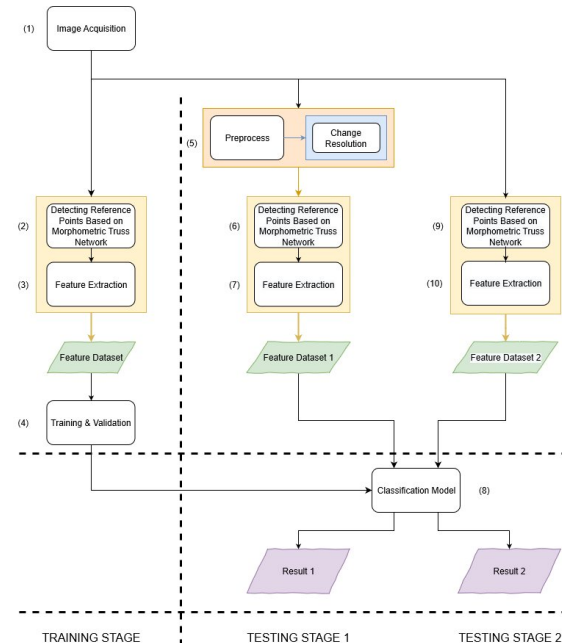 (1)
Image Acquisition
(5)
Preprocess
Change
Resolution
(2)
Detecting Reference
Points Based on
Morphometric Truss
Network
(3)
Feature Extraction
(6)
Detecting Reference
Points Based on
Morphometric Truss
Network
(7)
Feature Extraction
(9)
Detecting Reference
Points Based on
Morphometric Truss
Network
(10)
Feature Extraction
Feature Dataset
Feature Dataset 1
Feature Dataset 2
(4)
Training & Validation
Classification Model
(8)
Result 1
Result 2
TRAINING STAGE
TESTING STAGE 1
TESTING STAGE 2